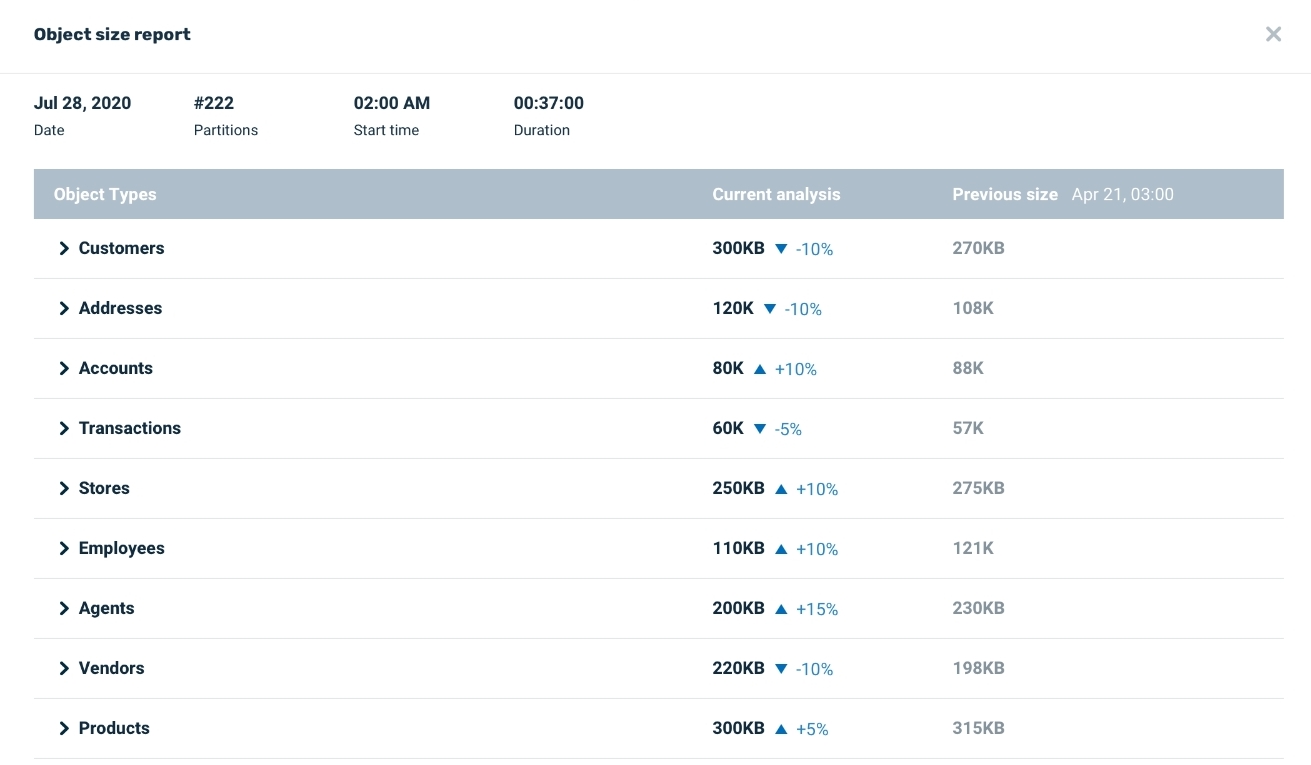 Object size report
Jul 28, 2020 #222 02:00 AM 00:37:00
Date Partitions Start time Duration
Object Types Current analysis Previous size Apr 21, 03:00
Customers 300KB ▼ -10% 270KB
Addresses 120K ▼ -10% 108K
Accounts 80K ▲ +10% 88K
Transactions 60K ▼ -5% 57K
Stores 250KB ▲ +10% 275KB
Employees 110KB ▲ +10% 121K
Agents 200KB ▲ +15% 230KB
Vendors 220KB ▼ -10% 198KB
Products 300KB ▲ +5% 315KB